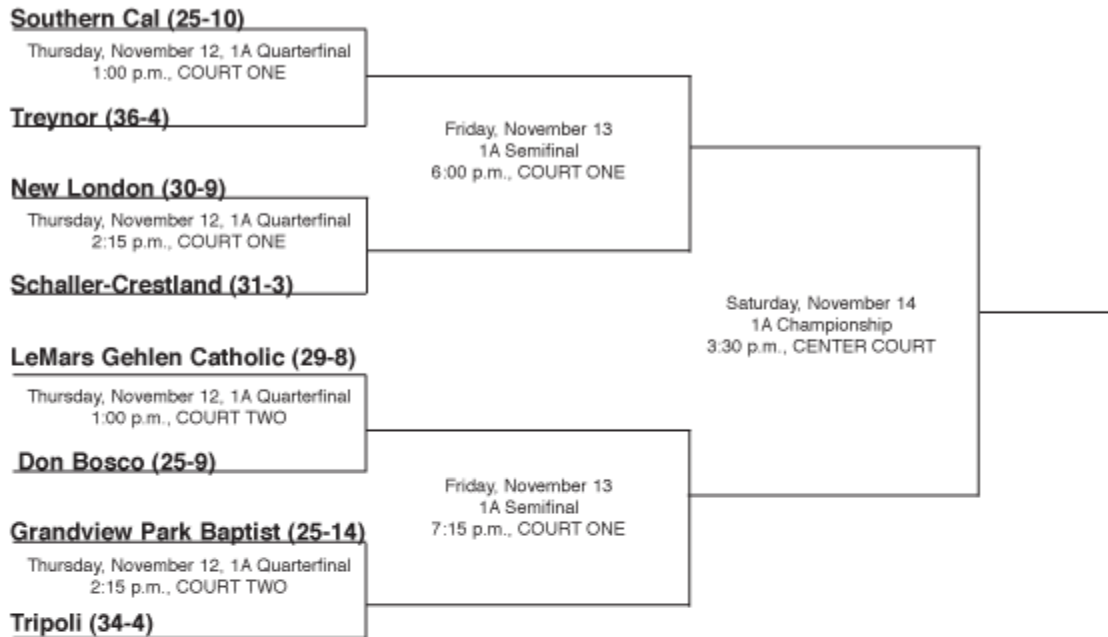 Southern Cal (25-10)
Thursday, November 12, 1A Quarterfinal
1:00 p.m., COURT ONE
Treynor (36-4)
Friday, November 13
1A Semifinal
6:00 p.m., COURT ONE
New London (30-9)
Thursday, November 12, 1A Quarterfinal
2:15 p.m., COURT ONE
Schaller-Crestland (31-3)
Saturday, November 14
1A Championship
3:30 p.m., CENTER COURT
LeMars Gehlen Catholic (29-8)
Thursday, November 12, 1A Quarterfinal
1:00 p.m., COURT TWO
Don Bosco (25-9)
Friday, November 13
1A Semifinal
7:15 p.m., COURT ONE
Grandview Park Baptist (25-14)
Thursday, November 12, 1A Quarterfinal
2:15 p.m., COURT TWO
Tripoli (34-4)